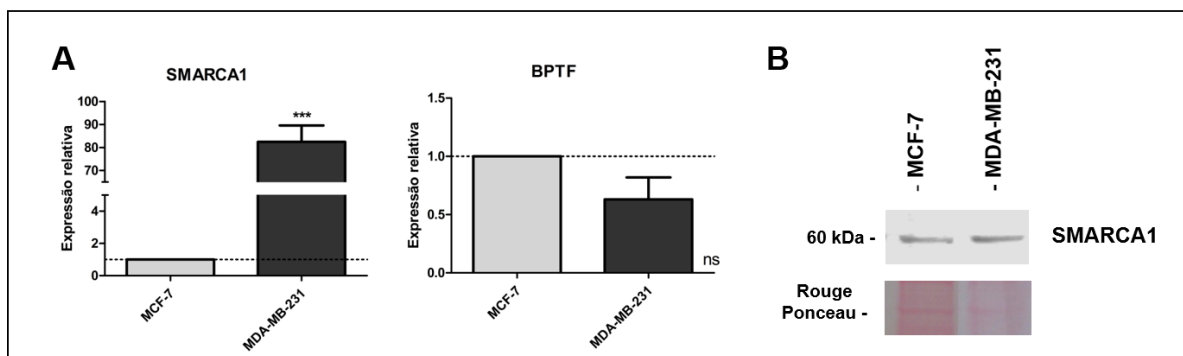 A
SMARCA1
Expressão relativa
100
90
80
70
4
2
0
***
MCF-7
MDA-MB-231
BPTF
Expressão relativa
1.5
1.0
0.5
0.0
ns
MCF-7
MDA-MB-231
B
- MCF-7
- MDA-MB-231
60 kDa -
SMARCA1
Rouge
Ponceau -